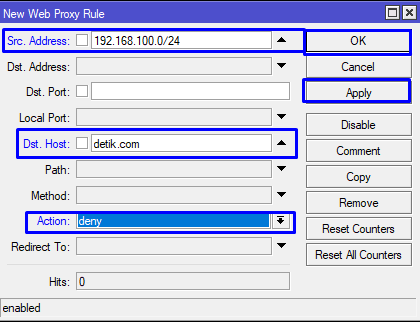 New Web Proxy Rule
Src. Address: 192.168.100.0/24
OK
Dst. Address:
Cancel
Dst. Port:
Apply
Local Port:
Disable
Dst. Host: detik.com
Comment
Path:
Copy
Method:
Remove
Action: deny
Reset Counters
Redirect To:
Reset All Counters
Hits: 0
enabled